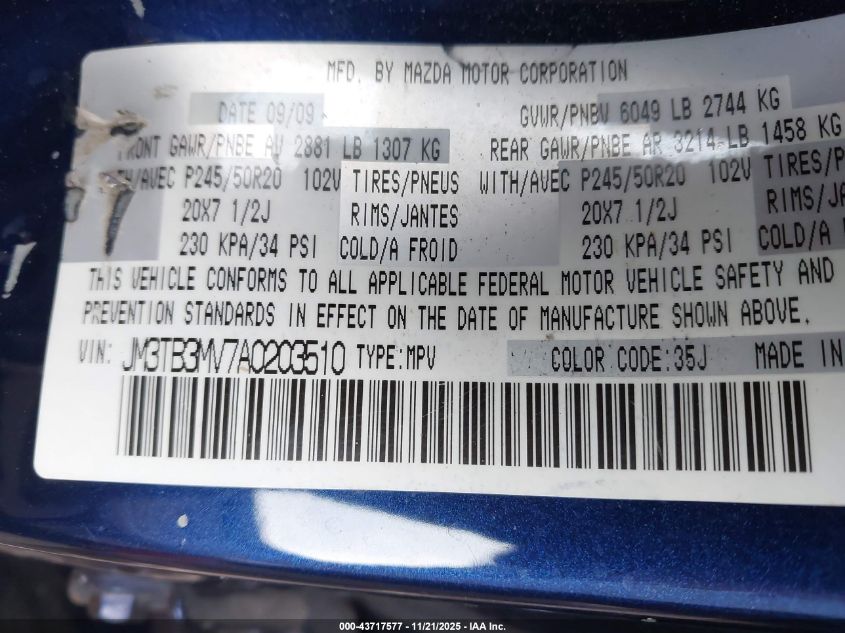 MFD. BY MAZDA MOTOR CORPORATION
DATE 09/09 GVWR/PNBV 6049 LB 2744 KG
FRONT GAWR/PNBE AV 2881 LB 1307 KG REAR GAWR/PNBE AR 3214 LB 1458 KG
WITH/AVEC P245/50R20 102V TIRES/PNEUS WITH/AVEC P245/50R20 102V TIRES/P
20X7 1/2J RIMS/JANTES 20X7 1/2J RIMS/JA
230 KPA/34 PSI COLD/A FROID 230 KPA/34 PSI COLD/A F
THIS VEHICLE CONFORMS TO ALL APPLICABLE FEDERAL MOTOR VEHICLE SAFETY AND
PREVENTION STANDARDS IN EFFECT ON THE DATE OF MANUFACTURE SHOWN ABOVE.
VIN: JM3TB3MV7A0203510 TYPE:MPV COLOR CODE:35J MADE IN
000-43717577 - 11/21/2025 - IAA, Inc.